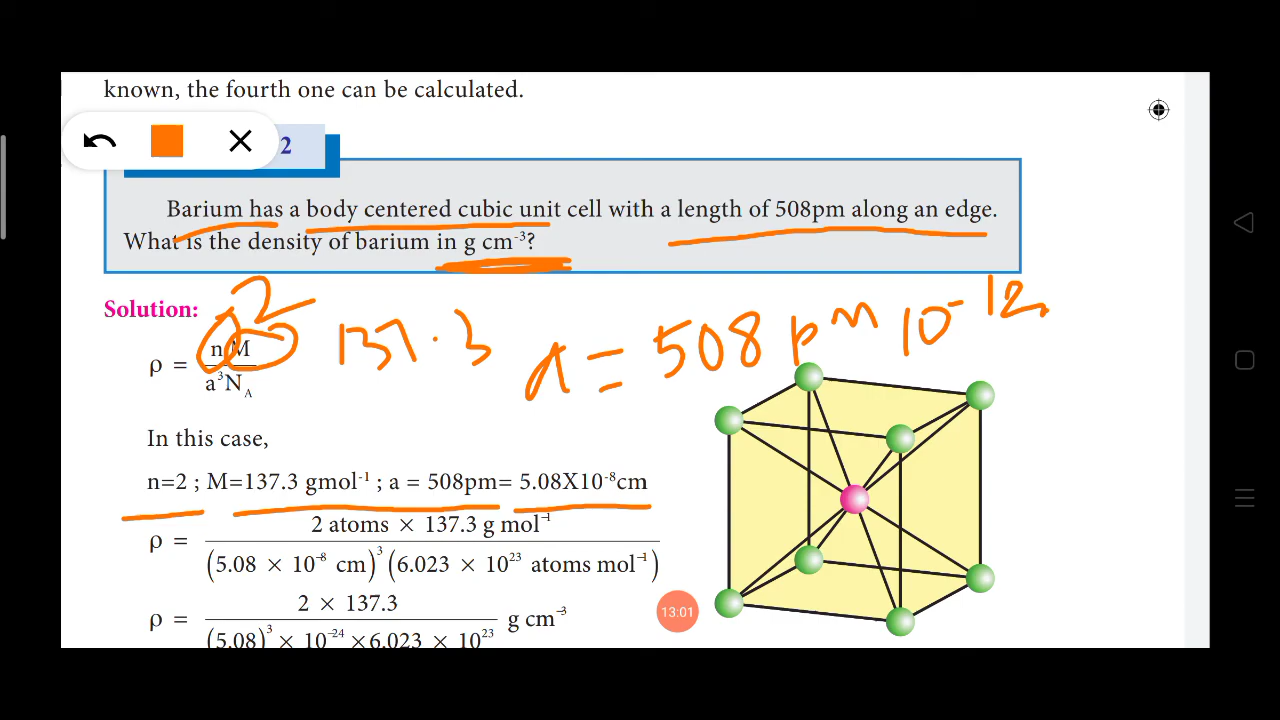 known, the fourth one can be calculated.
2
Barium has a body centered cubic unit cell with a length of 508pm along an edge.
What is the density of barium in g cm⁻³?
Solution:
2 137.3 a = 508 pm 10⁻¹²
ρ = nM / a³N_A
In this case,
n=2 ; M=137.3 gmol⁻¹ ; a = 508pm= 5.08X10⁻⁸cm
ρ = 2 atoms × 137.3 g mol⁻¹ / (5.08 × 10⁻⁸ cm)³ (6.023 × 10²³ atoms mol⁻¹)
ρ = 2 × 137.3 / (5.08)³ × 10⁻²⁴ ×6.023 × 10²³ g cm⁻³
13:01